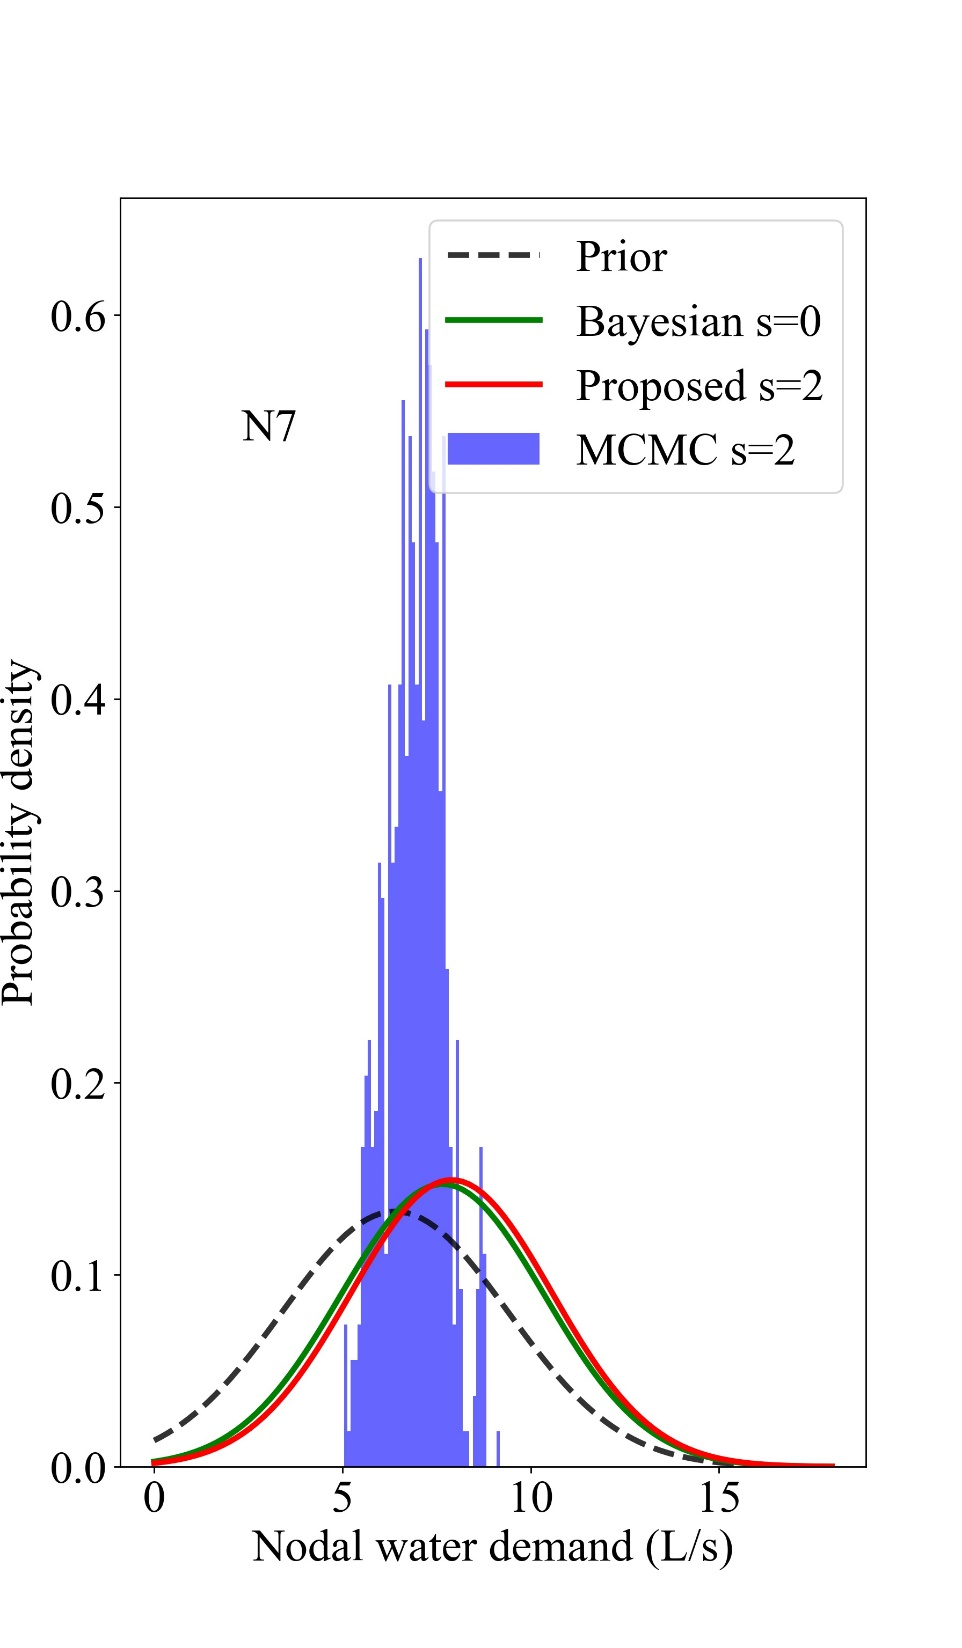 Prior
Bayesian s=0
Proposed s=2
MCMC s=2
N7
Probability density
0.6
0.5
0.4
0.3
0.2
0.1
0.0
0 5 10 15
Nodal water demand (L/s)